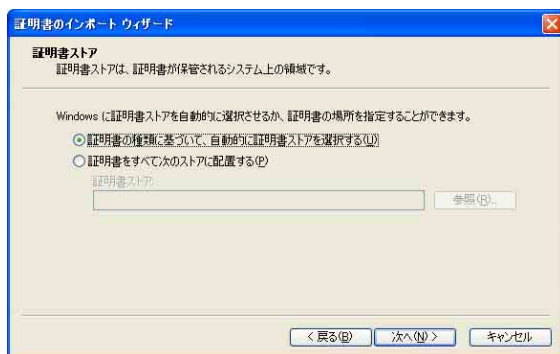 証明書のインポート ウィザード
証明書ストア
証明書ストアは、証明書が保管されるシステム上の領域です。
Windows に証明書ストアを自動的に選択させるか、証明書の場所を指定することができます。
証明書の種類に基づいて、自動的に証明書ストアを選択する(U)
証明書をすべて次のストアに配置する(P)
証明書ストア:
参照(R)...
< 戻る(B)
次へ(N) >
キャンセル